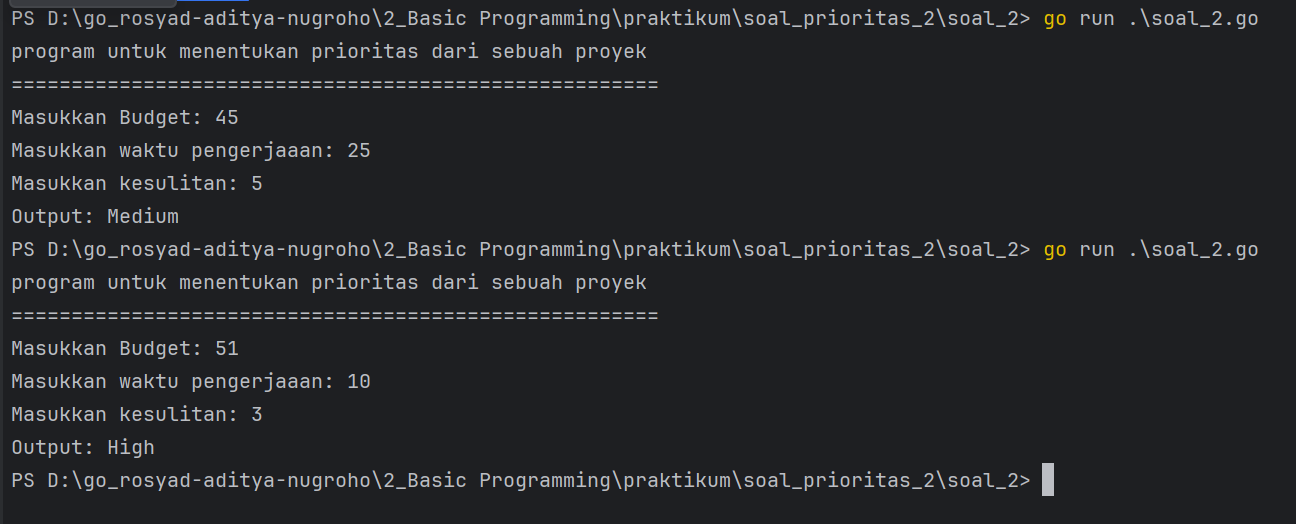 PS D:\go_rosyad-aditya-nugroho\2_Basic Programming\praktikum\soal_prioritas_2\soal_2> go run .\soal_2.go
program untuk menentukan prioritas dari sebuah proyek
======================================================
Masukkan Budget: 45
Masukkan waktu pengerjaaan: 25
Masukkan kesulitan: 5
Output: Medium
PS D:\go_rosyad-aditya-nugroho\2_Basic Programming\praktikum\soal_prioritas_2\soal_2> go run .\soal_2.go
program untuk menentukan prioritas dari sebuah proyek
======================================================
Masukkan Budget: 51
Masukkan waktu pengerjaaan: 10
Masukkan kesulitan: 3
Output: High
PS D:\go_rosyad-aditya-nugroho\2_Basic Programming\praktikum\soal_prioritas_2\soal_2>